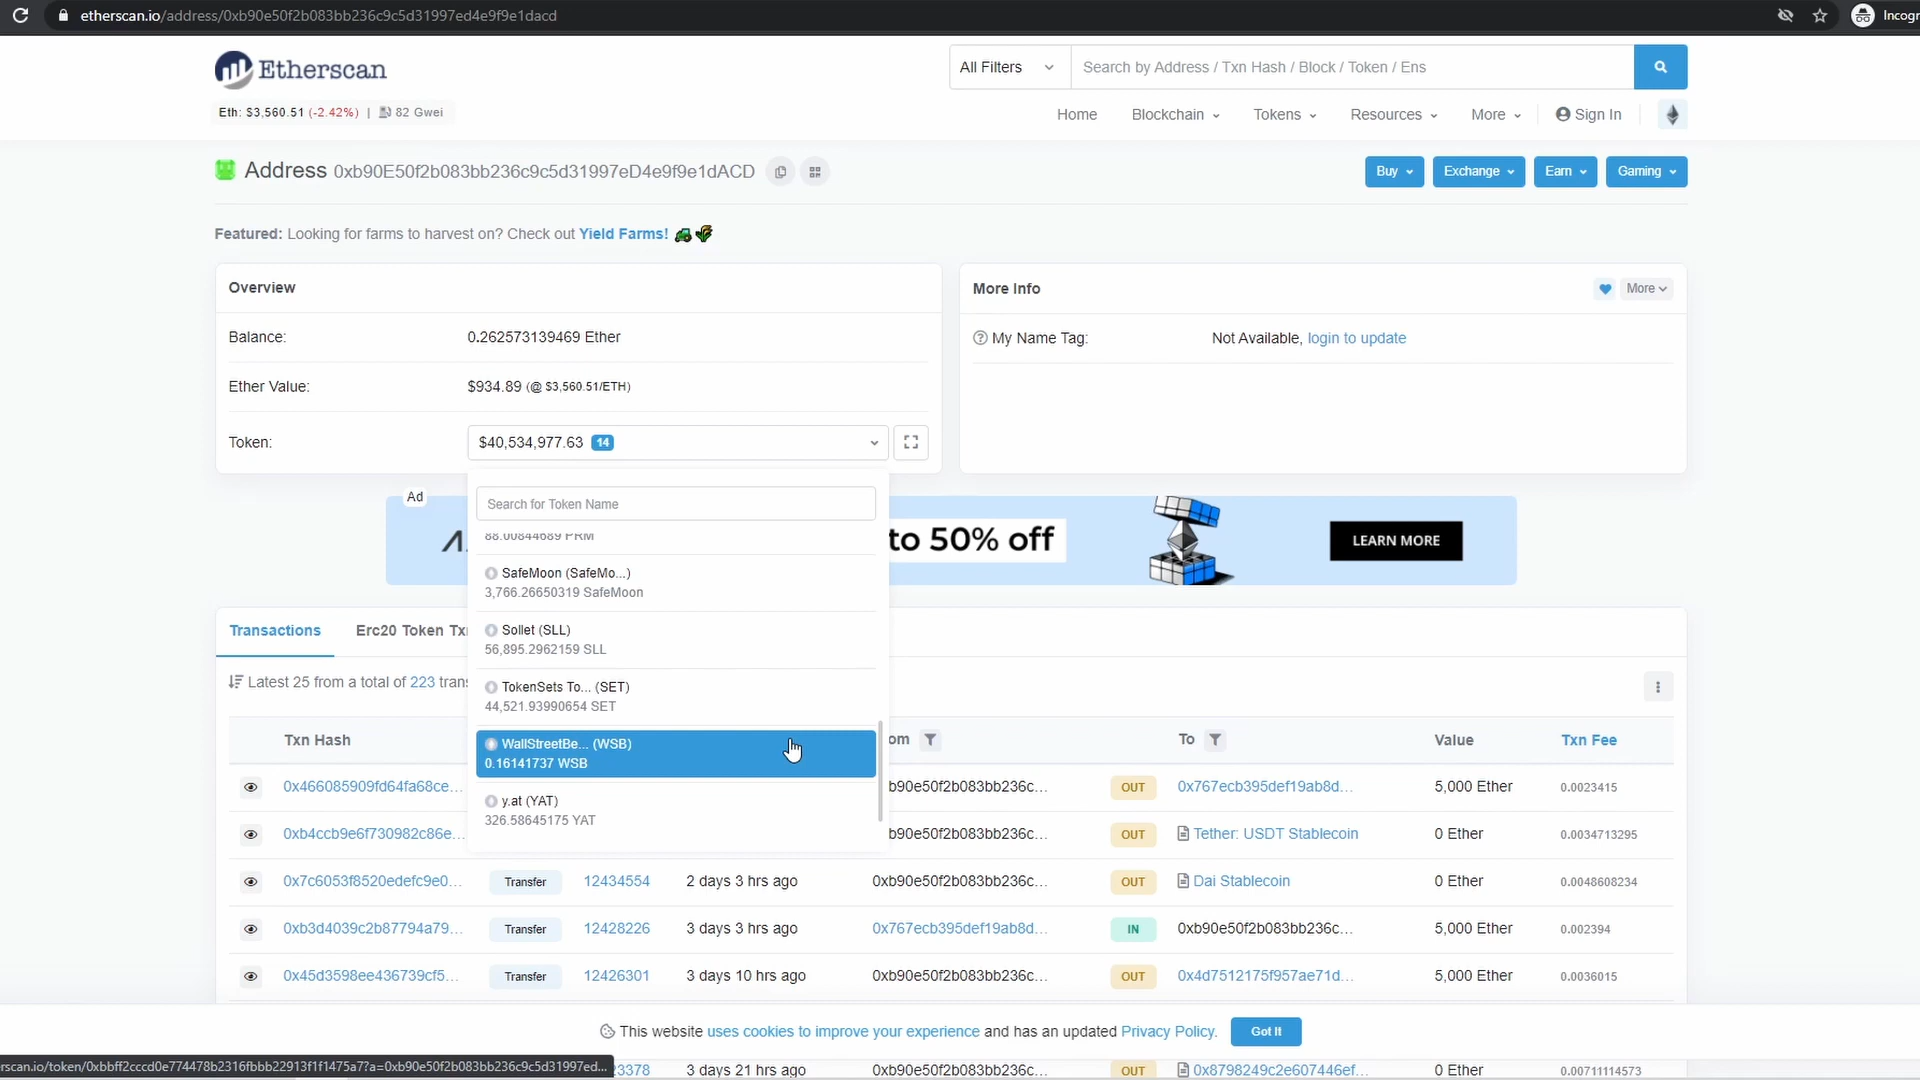 etherscan.io/address/0xb90e50f2b083bb236c9c5d31997ed4e9f9e1dacd
Incogn
Etherscan
All Filters
Search by Address / Txn Hash / Block / Token / Ens
Eth: $3,560.51 (-2.42%) | 82 Gwei
Home Blockchain Tokens Resources More Sign In
Address 0xb90E50f2b083bb236c9c5d31997eD4e9f9e1dACD
Buy Exchange Earn Gaming
Featured: Looking for farms to harvest on? Check out Yield Farms!
Overview
Balance: 0.262573139469 Ether
Ether Value: $934.89 (@ $3,560.51/ETH)
Token: $40,534,977.63 14
More Info
More
My Name Tag: Not Available, login to update
Ad
to 50% off
LEARN MORE
Search for Token Name
88.00844689 PRM
SafeMoon (SafeMo...)
3,766.26650319 SafeMoon
Sollet (SLL)
56,895.2962159 SLL
TokenSets To... (SET)
44,521.93990654 SET
WallStreetBe... (WSB)
0.16141737 WSB
y.at (YAT)
326.58645175 YAT
Transactions Erc20 Token Tx
Latest 25 from a total of 223 trans
Txn Hash om To Value Txn Fee
0x466085909fd64fa68ce... b90e50f2b083bb236c... OUT 0x767ecb395def19ab8d... 5,000 Ether 0.0023415
0xb4ccb9e6f730982c86e... b90e50f2b083bb236c... OUT Tether: USDT Stablecoin 0 Ether 0.0034713295
0x7c6053f8520edefc9e0... Transfer 12434554 2 days 3 hrs ago 0xb90e50f2b083bb236c... OUT Dai Stablecoin 0 Ether 0.0048608234
0xb3d4039c2b87794a79... Transfer 12428226 3 days 3 hrs ago 0x767ecb395def19ab8d... IN 0xb90e50f2b083bb236c... 5,000 Ether 0.002394
0x45d3598ee436739cf5... Transfer 12426301 3 days 10 hrs ago 0xb90e50f2b083bb236c... OUT 0x4d7512175f957ae71d... 5,000 Ether 0.0036015
This website uses cookies to improve your experience and has an updated Privacy Policy. Got It
rscan.io/token/0xbbff2cccd0e774478b2316fbbb22913f1f1475a7?a=0xb90e50f2b083bb236c9c5d31997ed...
3378 3 days 21 hrs ago 0xb90e50f2b083bb236c... OUT 0x8798249c2e607446ef... 0 Ether 0.00711114573